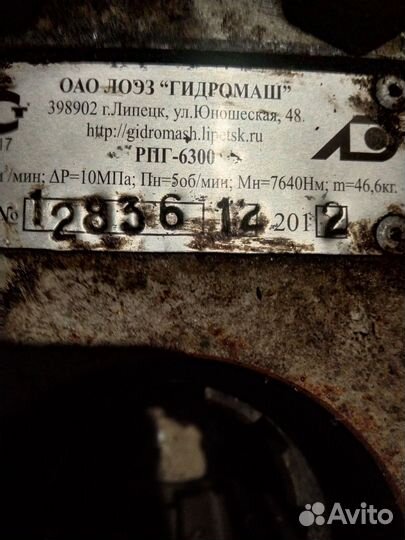 ОАО ЛОЭЗ "ГИДРОМАШ"
398902 г.Липецк, ул.Юношеская, 48.
http://gidromash.lipetsk.ru
РПГ-6300
/мин; ΔР=10МПа; Пн=5об/мин; Мн=7640Нм; m=46,6кг.
№ 12836 12 2012
Avito